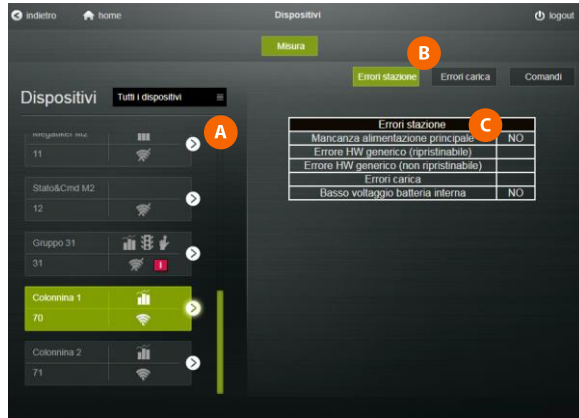 indietro home Dispositivi logout
Misura
B
Errori stazione Errori carica Comandi
Dispositivi Tutti i dispositivi
A
C
Errori stazione
Mancanza alimentazione principale NO
Errore HW generico (ripristinabile)
Errore HW generico (non ripristinabile)
Errori carica
Basso voltaggio batteria interna NO
11
Stato&Cmd M2
12
Gruppo 31
31
Colonnina 1
70
Colonnina 2
71